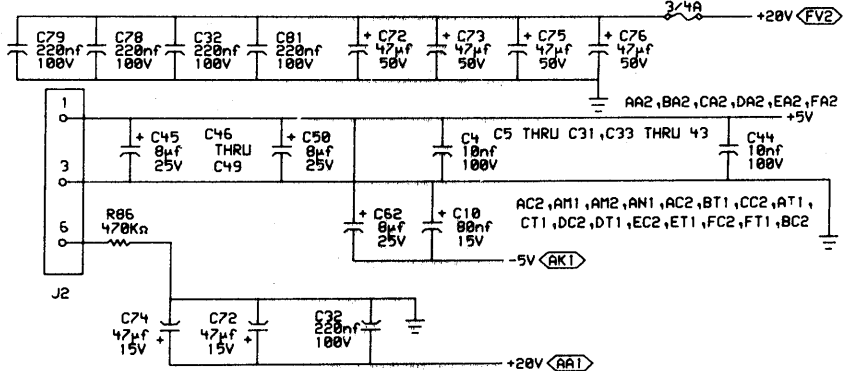 3/4A
+20V FV2
C79
220nf
100V
C78
220nf
100V
C32
220nf
100V
C81
220nf
100V
+ C72
47µf
50V
+ C73
47µf
50V
+ C75
47µf
50V
+ C76
47µf
50V
AA2,BA2,CA2,DA2,EA2,FA2
+5V
1
3
6
J2
+ C45
8µf
25V
C46
THRU
C49
+ C50
8µf
25V
C4
10nf
100V
C5 THRU C31,C33 THRU 43
C44
10nf
100V
R86
470KΩ
+ C62
8µf
25V
+ C10
80nf
15V
AC2,AM1,AM2,AN1,AC2,BT1,CC2,AT1,
CT1,DC2,DT1,EC2,ET1,FC2,FT1,BC2
-5V AK1
C74
47µf
15V +
C72
47µf
15V +
C32
220nf
100V
+20V AA1